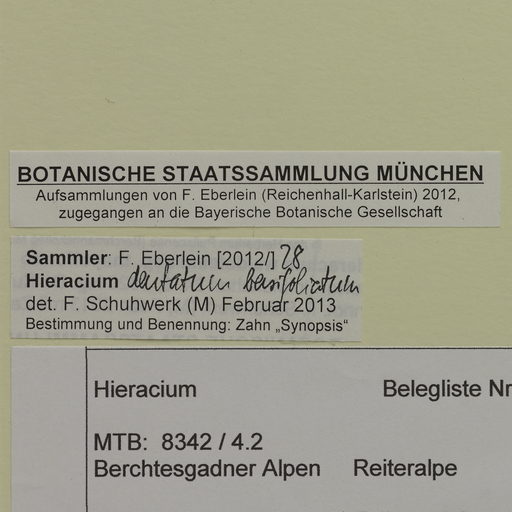 BOTANISCHE STAATSSAMMLUNG MÜNCHEN
Aufsammlungen von F. Eberlein (Reichenhall-Karlstein) 2012,
zugegangen an die Bayerische Botanische Gesellschaft
Sammler: F. Eberlein [2012/] 28
Hieracium dentatum basifoliatum
det. F. Schuhwerk (M) Februar 2013
Bestimmung und Benennung: Zahn „Synopsis“
Hieracium Belegliste Nr
MTB: 8342 / 4.2
Berchtesgadner Alpen Reiteralpe